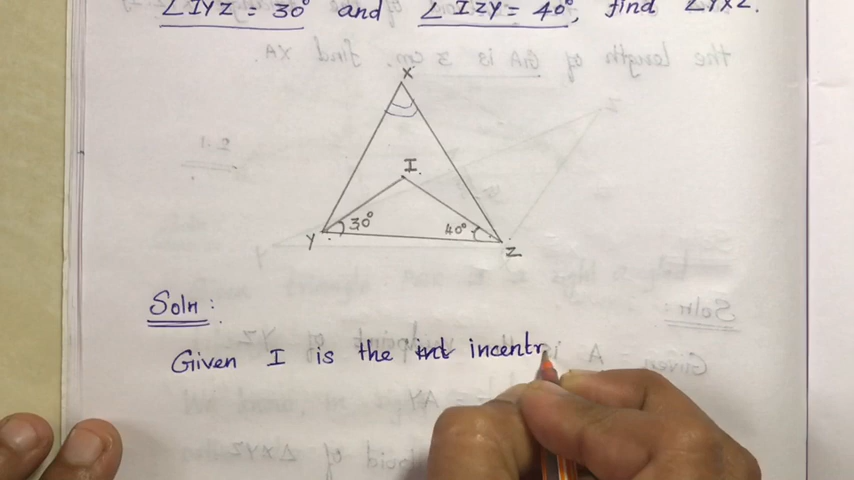 ∠IYZ = 30° and ∠IZY = 40°, find ∠YXZ.
X
I
30°
40°
Y
Z
Soln:
Given I is the int incentr